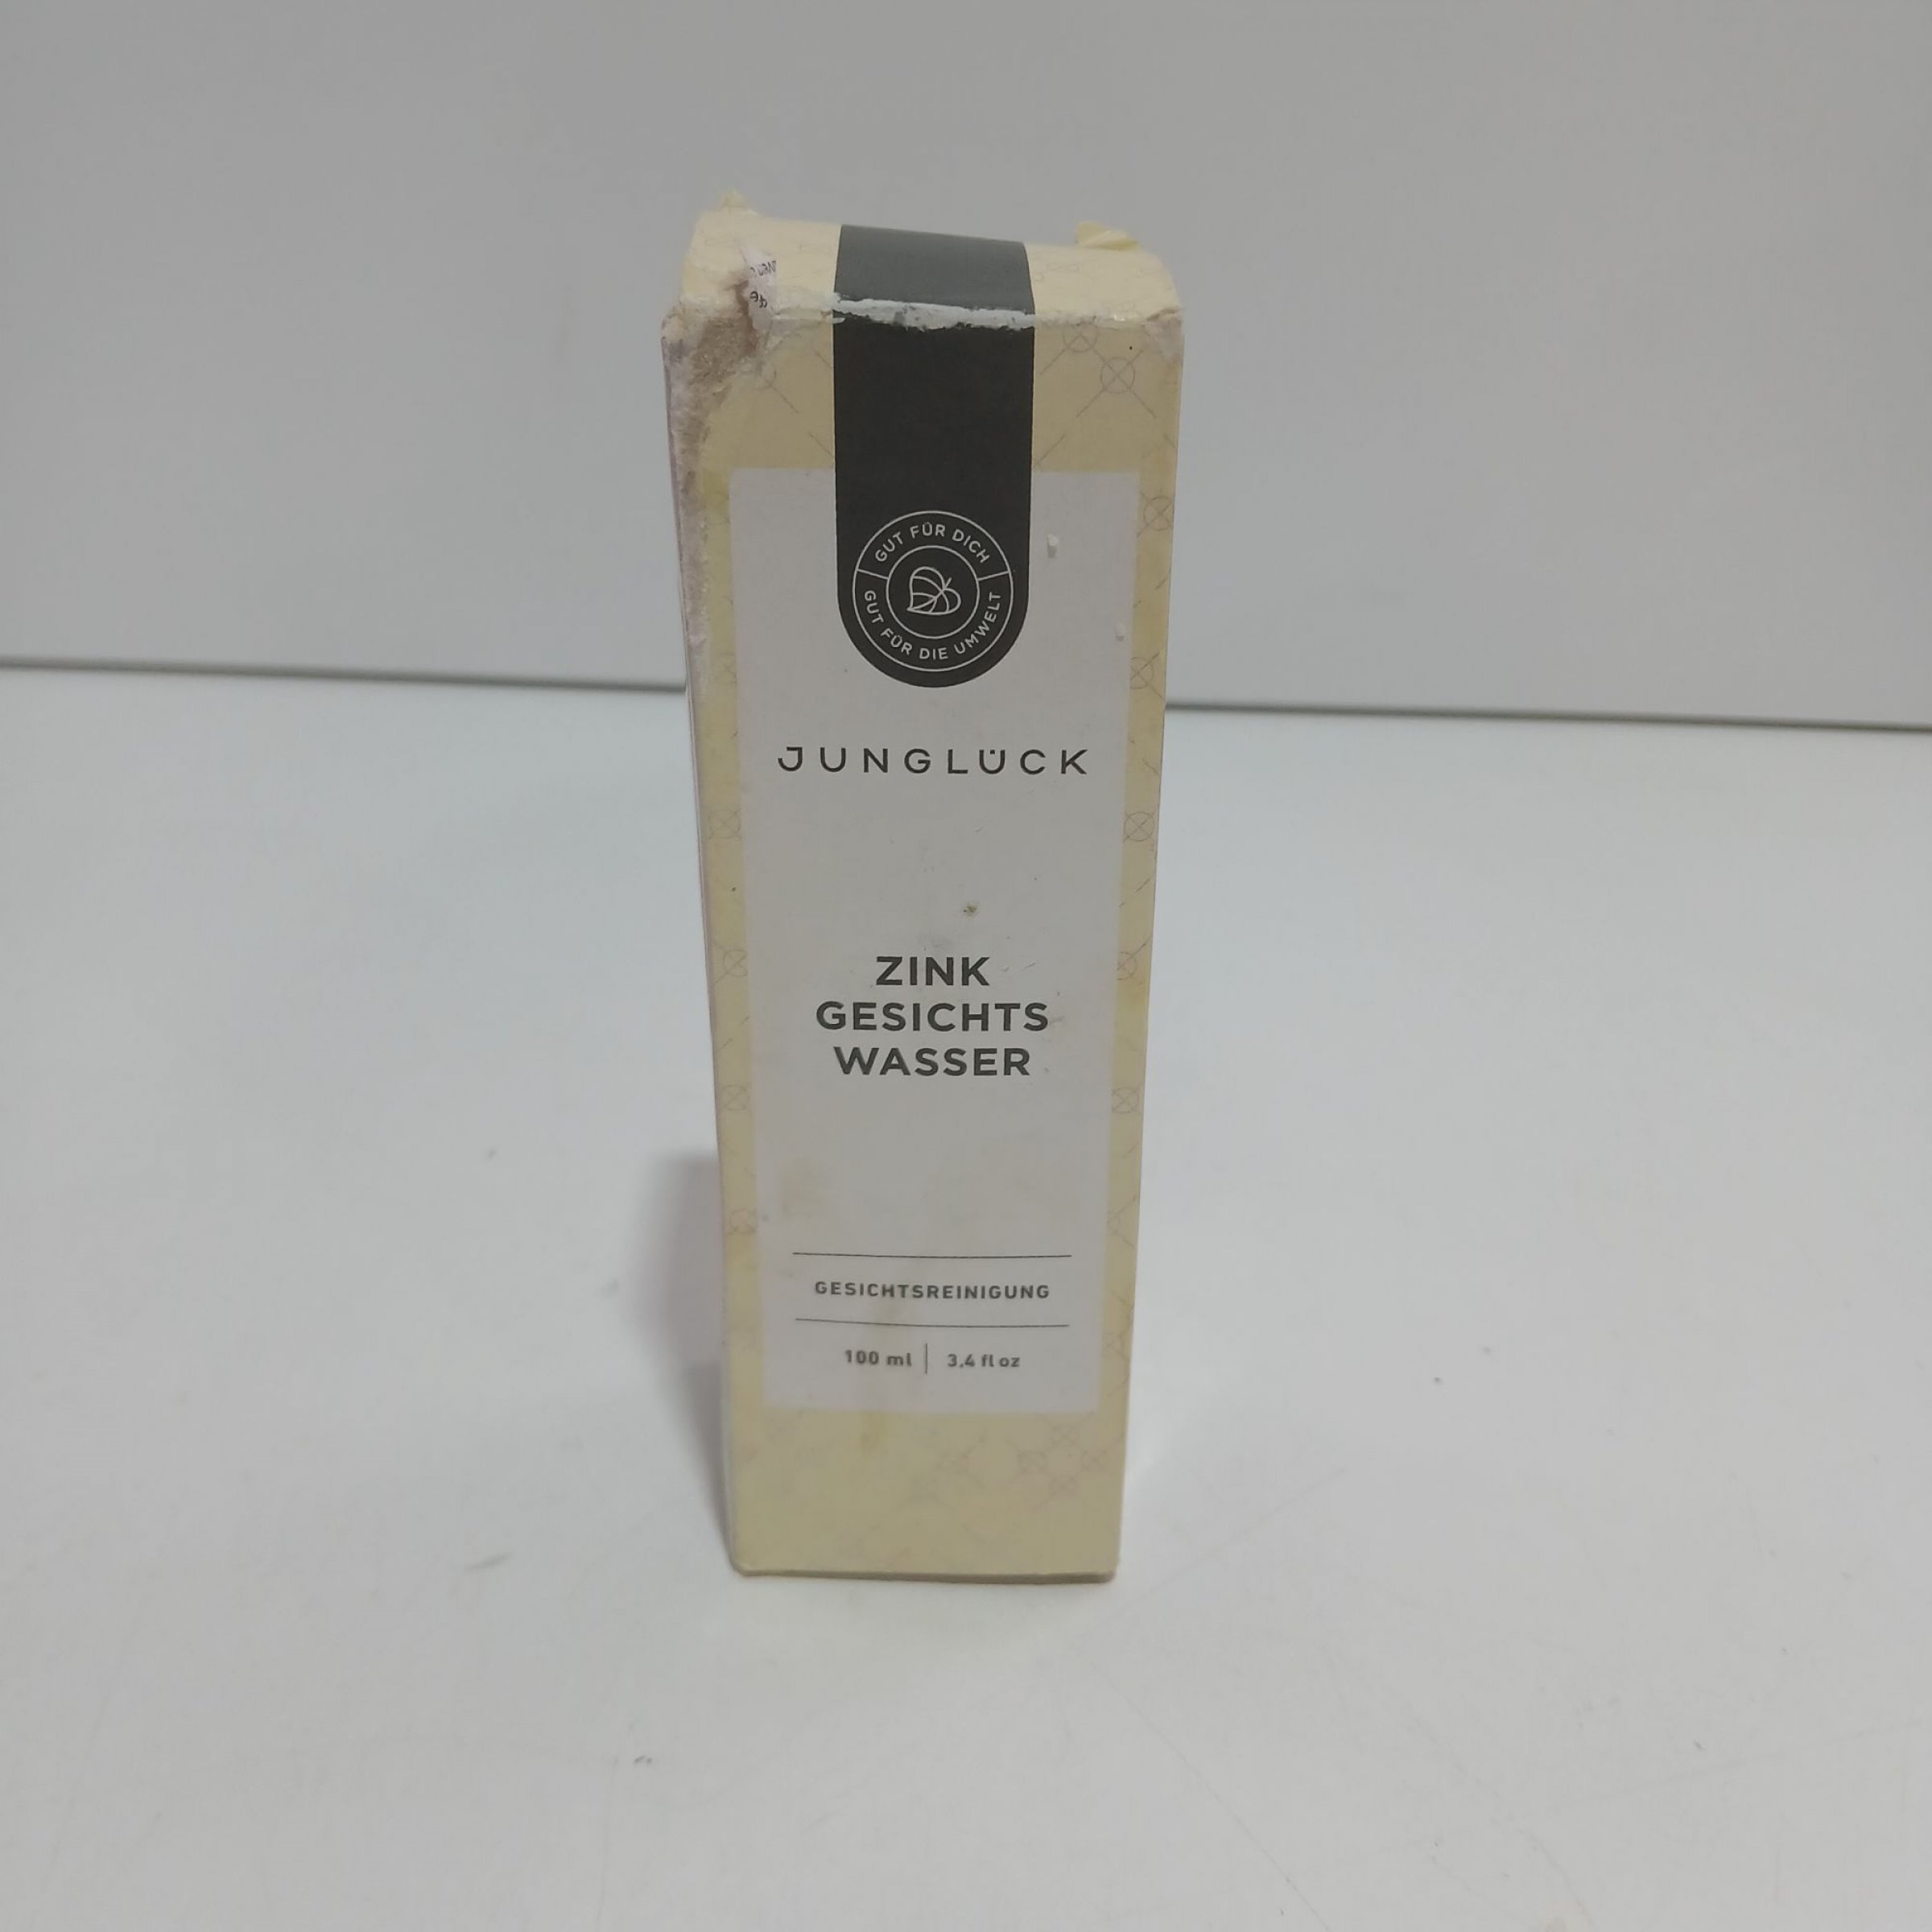 GUT FÜR DICH
GUT FÜR DIE UMWELT
JUNGLÜCK
ZINK
GESICHTS
WASSER
GESICHTSREINIGUNG
100 ml | 3,4 fl oz